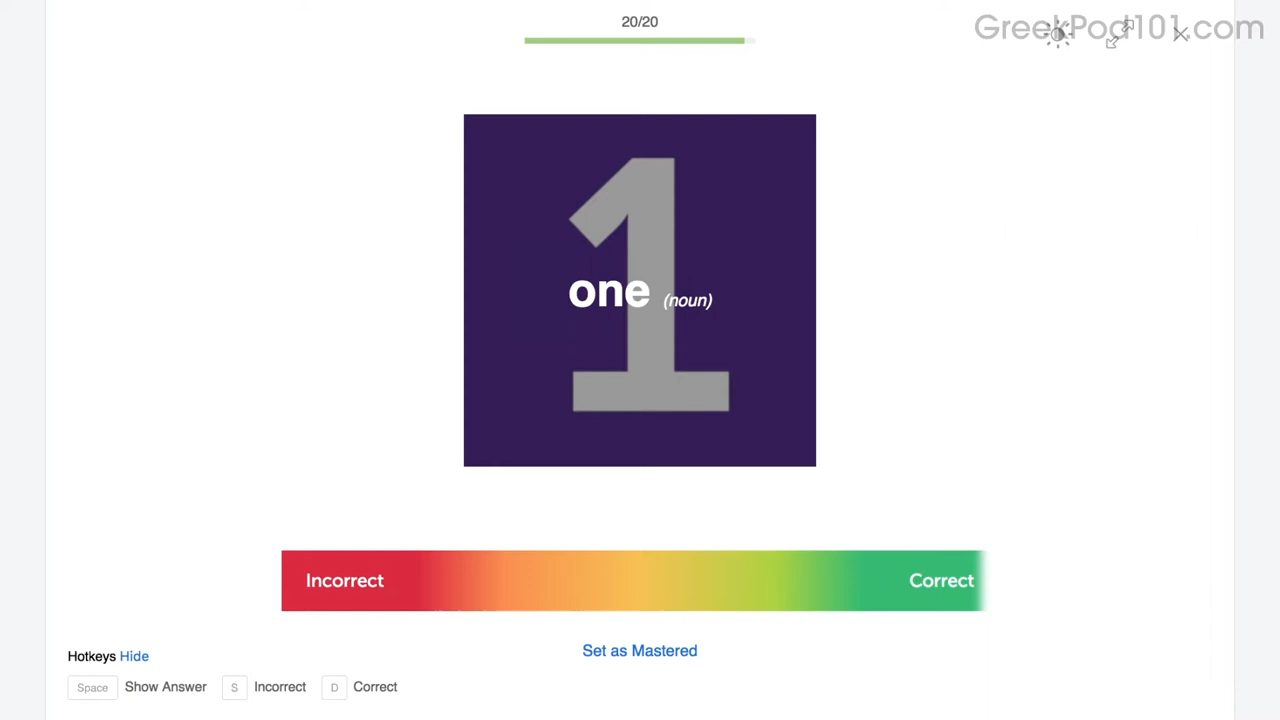 20/20
GreekPod101.com
1
one (noun)
Incorrect Correct
Set as Mastered
Hotkeys Hide
Space Show Answer S Incorrect D Correct